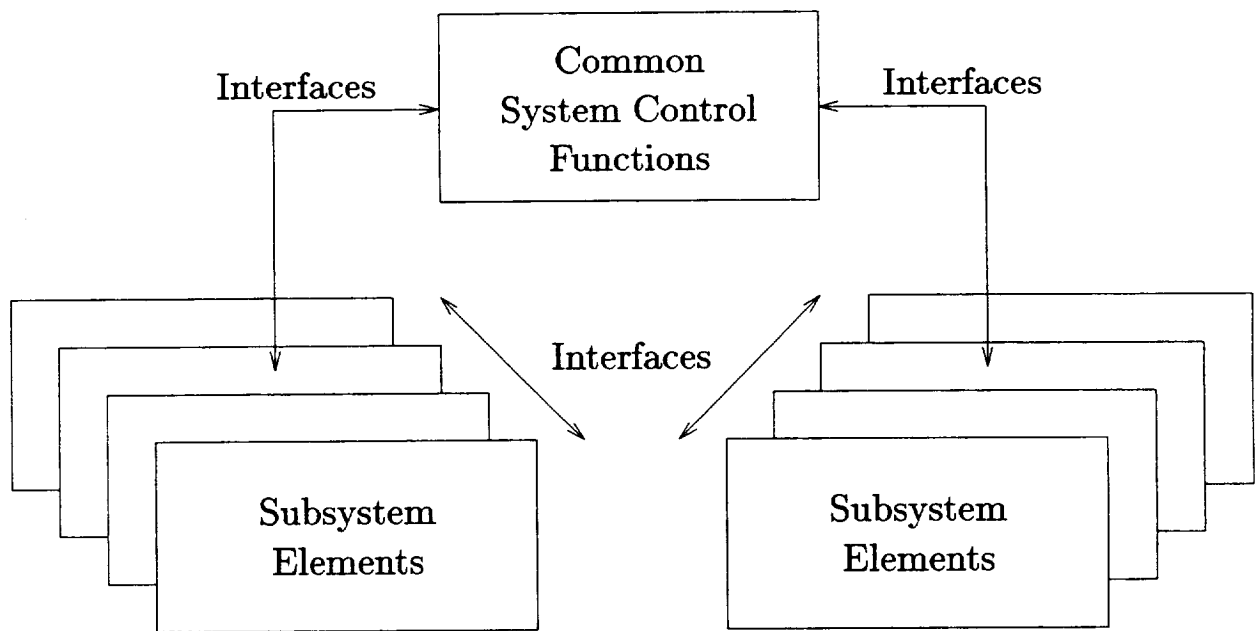 Common
System Control
Functions
Interfaces
Interfaces
Interfaces
Subsystem
Elements
Subsystem
Elements